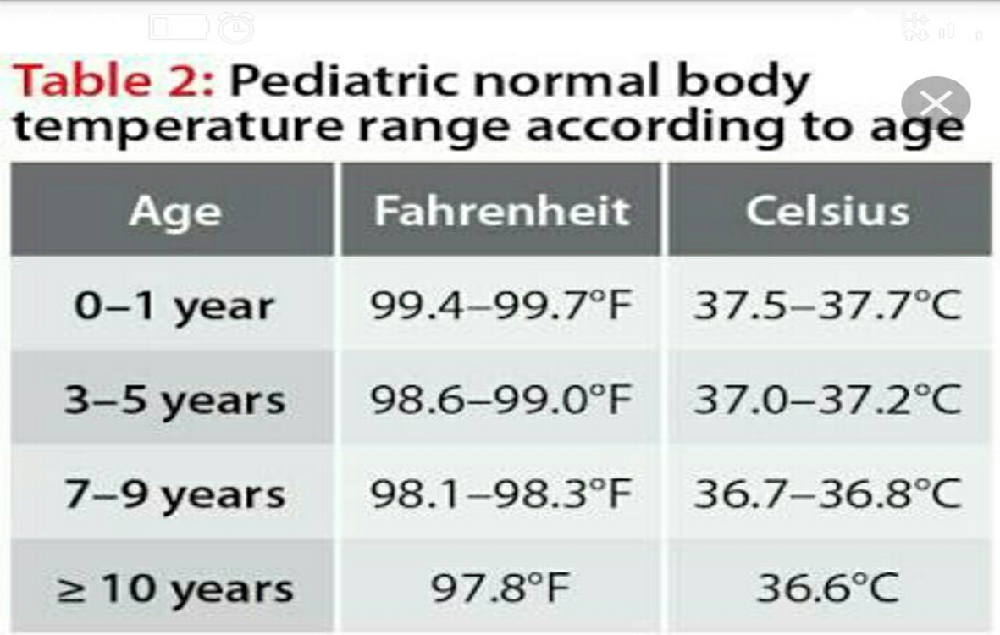 Table 2: Pediatric normal body
temperature range according to age
Age Fahrenheit Celsius
0–1 year 99.4–99.7°F 37.5–37.7°C
3–5 years 98.6–99.0°F 37.0–37.2°C
7–9 years 98.1–98.3°F 36.7–36.8°C
≥ 10 years 97.8°F 36.6°C